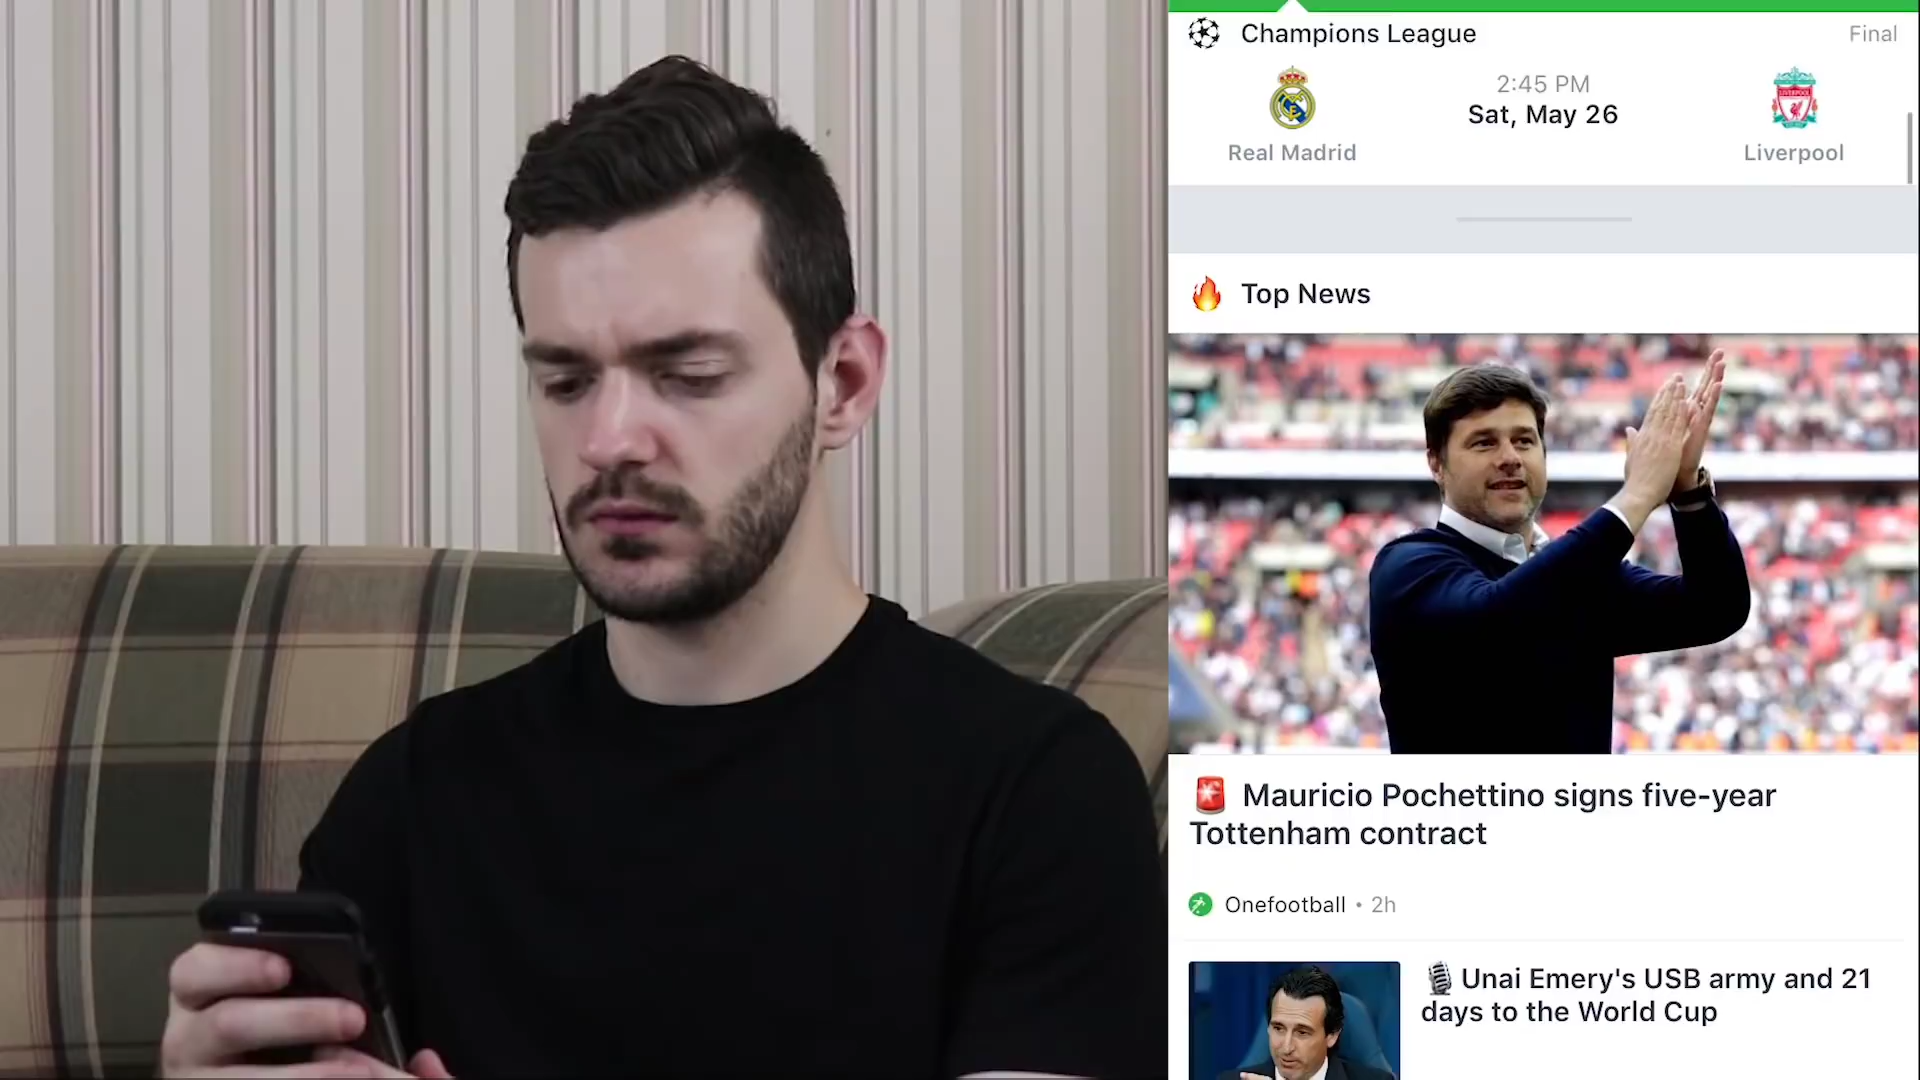 Champions League
Final
2:45 PM
Sat, May 26
Real Madrid
Liverpool
Top News
Mauricio Pochettino signs five-year
Tottenham contract
Onefootball • 2h
Unai Emery's USB army and 21
days to the World Cup